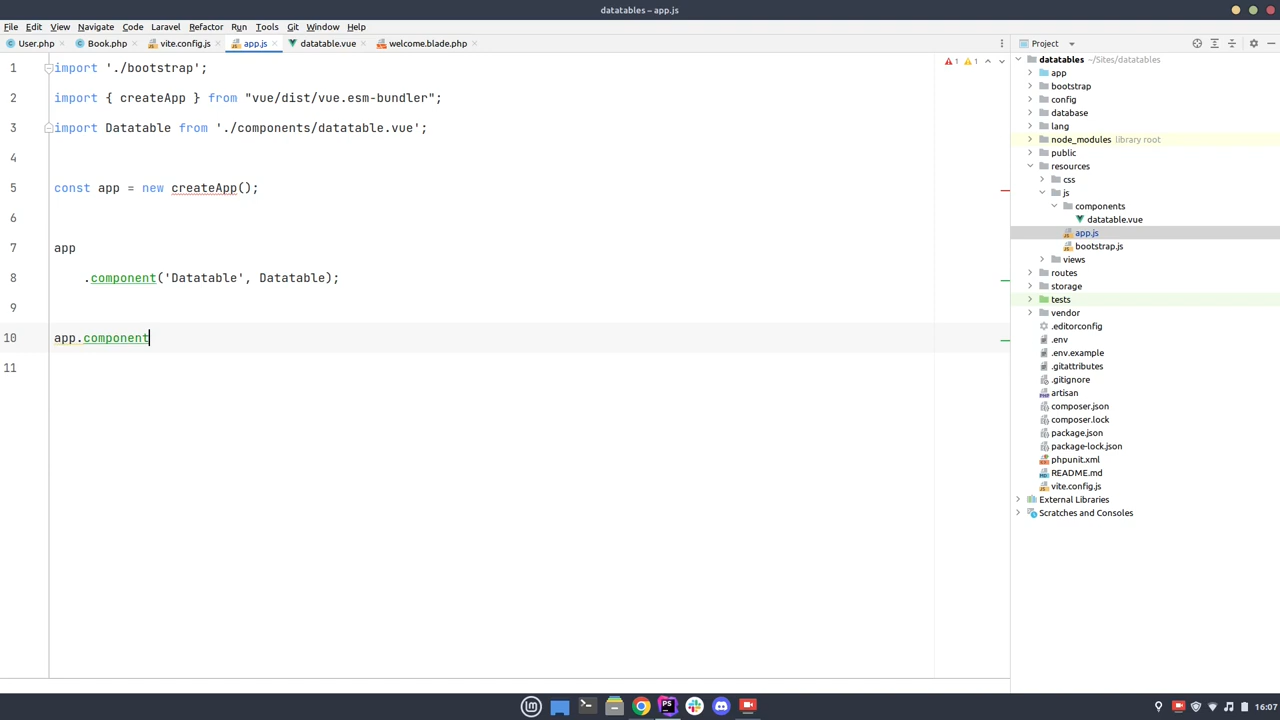 datatables – app.js
File Edit View Navigate Code Laravel Refactor Run Tools Git Window Help
User.php Book.php vite.config.js app.js datatable.vue welcome.blade.php
Project
1 import './bootstrap';
2 import { createApp } from "vue/dist/vue.esm-bundler";
3 import Datatable from './components/datatable.vue';
4
5 const app = new createApp();
6
7 app
8 .component('Datatable', Datatable);
9
10 app.component
11
1 1
datatables ~/Sites/datatables
app
bootstrap
config
database
lang
node_modules library root
public
resources
css
js
components
datatable.vue
app.js
bootstrap.js
views
routes
storage
tests
vendor
.editorconfig
.env
.env.example
.gitattributes
.gitignore
artisan
composer.json
composer.lock
package.json
package-lock.json
phpunit.xml
README.md
vite.config.js
External Libraries
Scratches and Consoles
PS
16:07